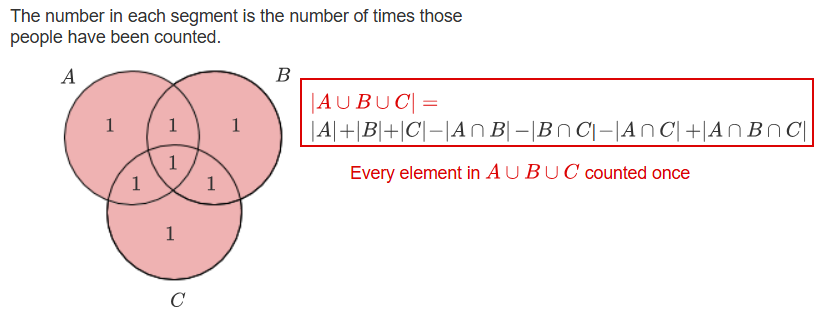 The number in each segment is the number of times those
people have been counted.
A
B
1
1
1
1
1
1
1
C
|A ∪ B ∪ C| =
|A|+|B|+|C|−|A ∩ B|−|B ∩ C|−|A ∩ C|+|A ∩ B ∩ C|
Every element in A ∪ B ∪ C counted once